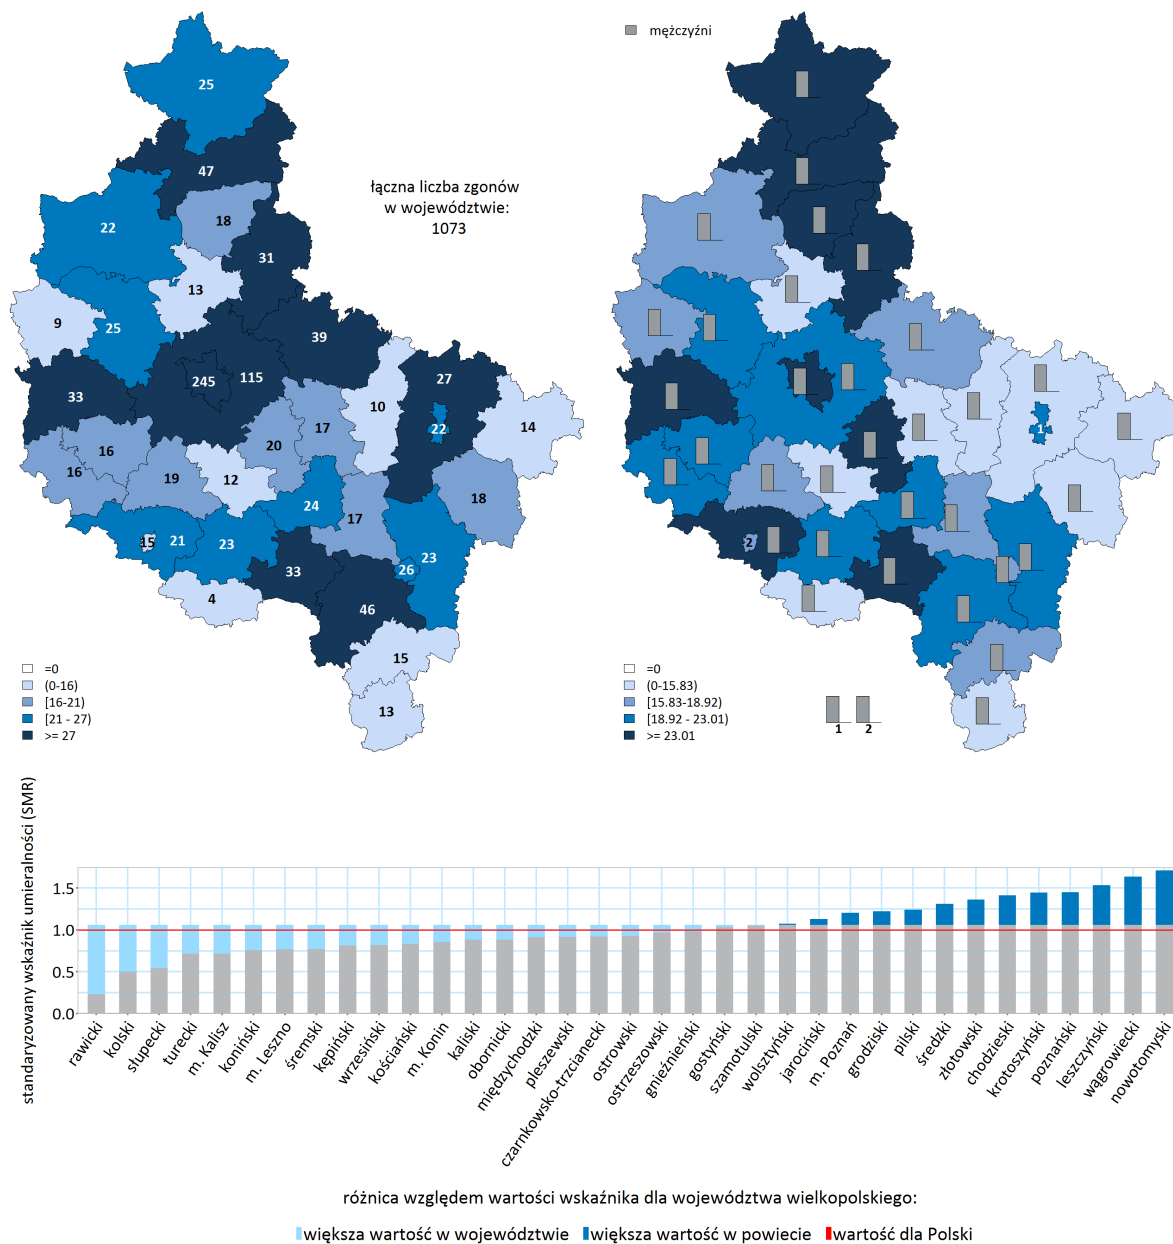 mężczyźni
25
47
łączna liczba zgonów
w województwie:
1073
18
22
31
13
9
25
39
245
115
27
33
10
22
14
17
16
20
16
19
12
18
24
17
15
21
23
23
26
33
4
46
15
13
1
2
=0
(0-16)
[16-21)
[21 - 27)
>= 27
=0
(0-15.83)
[15.83-18.92)
[18.92 - 23.01)
>= 23.01
1 2
standaryzowany wskaźnik umieralności (SMR)
1.5
1.0
0.5
0.0
rawicki
kolski
słupecki
turecki
m. Kalisz
koniński
m. Leszno
śremski
kępiński
wrzesiński
kościański
m. Konin
kaliski
obornicki
międzychodzki
pleszewski
czarnkowsko-trzcianecki
ostrowski
ostrzeszowski
gnieźnieński
gostyński
szamotulski
wolsztyński
jarociński
m. Poznań
grodziski
pilski
średzki
złotowski
chodzieski
krotoszyński
poznański
leszczyński
wągrowiecki
nowotomyski
różnica względem wartości wskaźnika dla województwa wielkopolskiego:
większa wartość w województwie większa wartość w powiecie wartość dla Polski